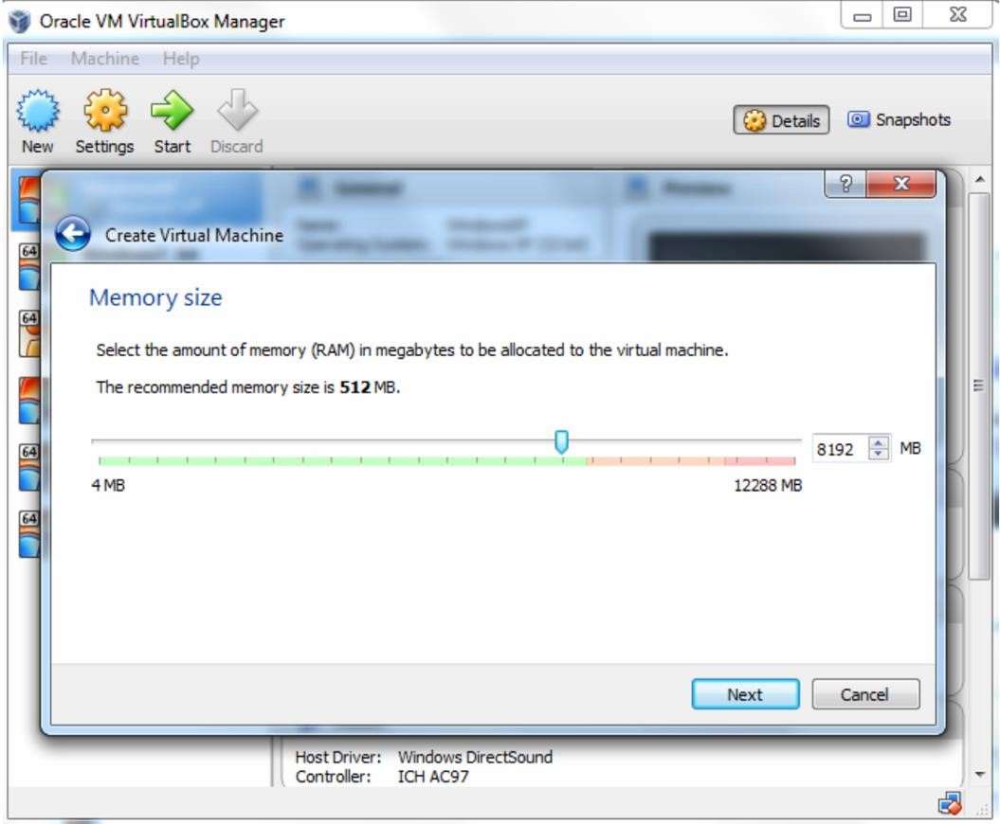 Oracle VM VirtualBox Manager
File Machine Help
New Settings Start Discard
Details Snapshots
64
64
64
64
Create Virtual Machine
Memory size
Select the amount of memory (RAM) in megabytes to be allocated to the virtual machine.
The recommended memory size is 512 MB.
8192 MB
4 MB 12288 MB
Next Cancel
Host Driver: Windows DirectSound
Controller: ICH AC97